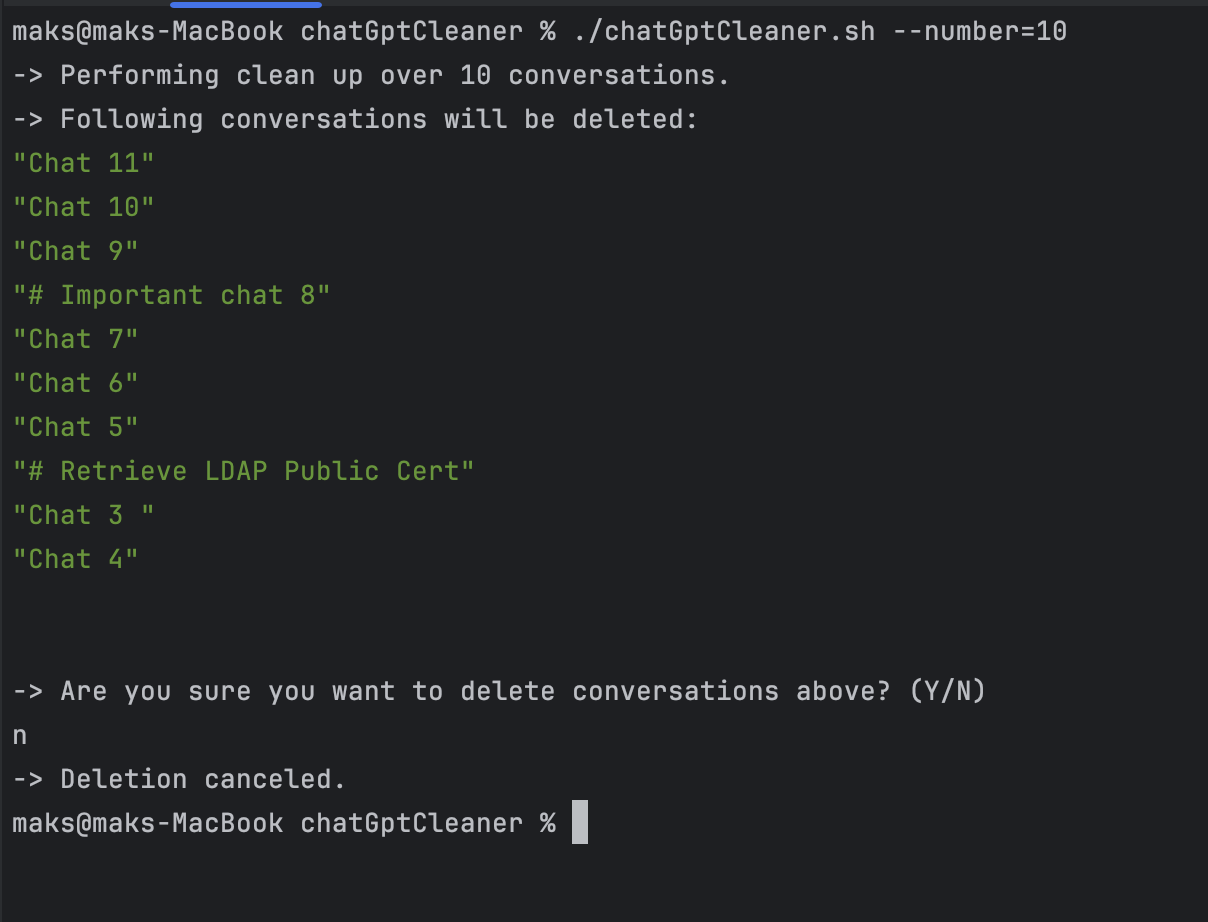 maks@maks-MacBook chatGptCleaner % ./chatGptCleaner.sh --number=10
-> Performing clean up over 10 conversations.
-> Following conversations will be deleted:
"Chat 11"
"Chat 10"
"Chat 9"
"# Important chat 8"
"Chat 7"
"Chat 6"
"Chat 5"
"# Retrieve LDAP Public Cert"
"Chat 3 "
"Chat 4"
-> Are you sure you want to delete conversations above? (Y/N)
n
-> Deletion canceled.
maks@maks-MacBook chatGptCleaner %